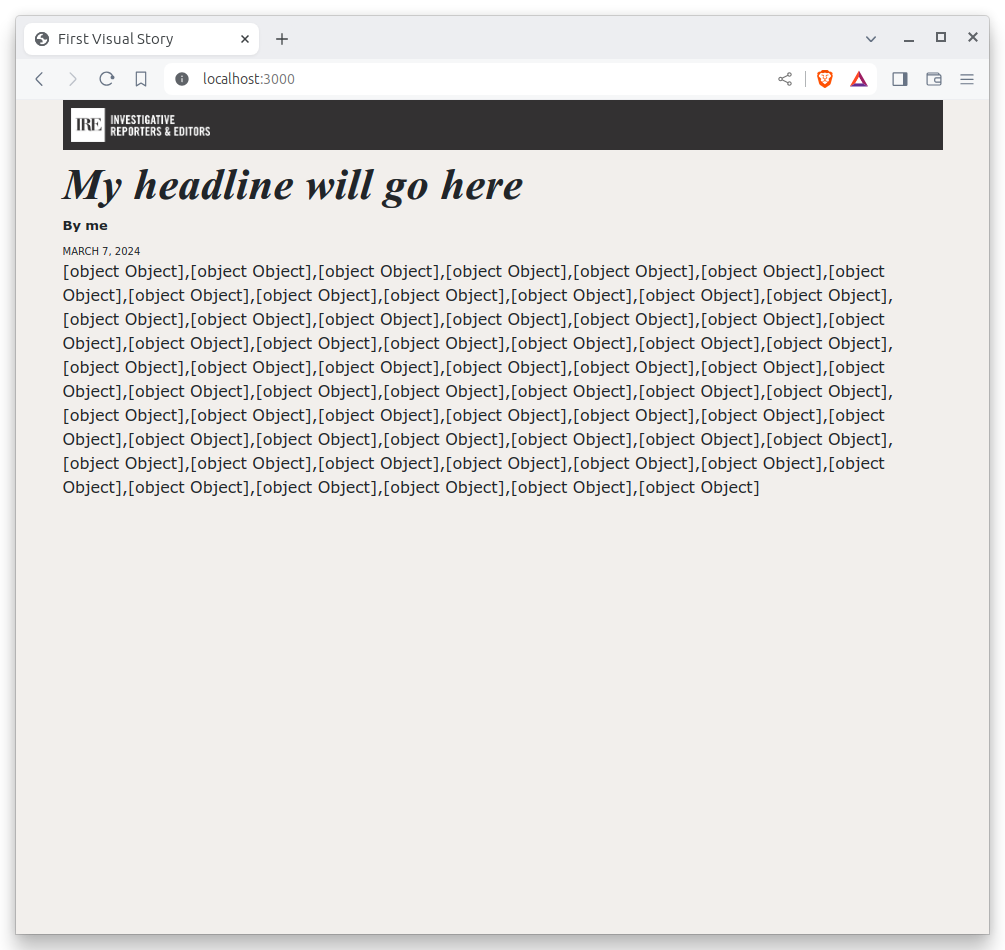 First Visual Story
localhost:3000
IRE INVESTIGATIVE
REPORTERS & EDITORS
My headline will go here
By me
MARCH 7, 2024
[object Object],[object Object],[object Object],[object Object],[object Object],[object Object],[object
Object],[object Object],[object Object],[object Object],[object Object],[object Object],[object Object],
[object Object],[object Object],[object Object],[object Object],[object Object],[object Object],[object
Object],[object Object],[object Object],[object Object],[object Object],[object Object],[object Object],
[object Object],[object Object],[object Object],[object Object],[object Object],[object Object],[object
Object],[object Object],[object Object],[object Object],[object Object],[object Object],[object Object],
[object Object],[object Object],[object Object],[object Object],[object Object],[object Object],[object
Object],[object Object],[object Object],[object Object],[object Object],[object Object],[object Object],
[object Object],[object Object],[object Object],[object Object],[object Object],[object Object],[object
Object],[object Object],[object Object],[object Object],[object Object],[object Object]